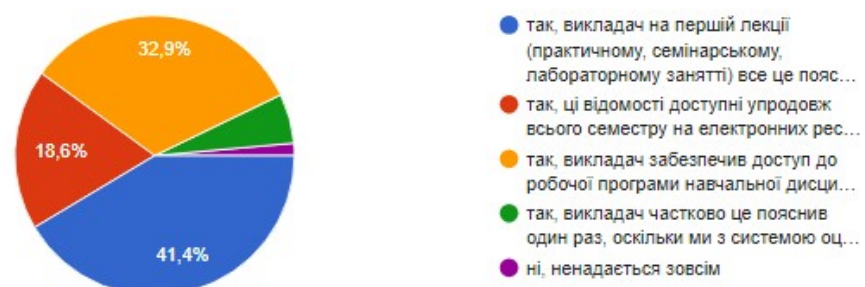 32,9%
18,6%
41,4%
так, викладач на першій лекції
(практичному, семінарському,
лабораторному занятті) все це пояс…
так, ці відомості доступні упродовж
всього семестру на електронних рес…
так, викладач забезпечив доступ до
робочої програми навчальної дисци…
так, викладач частково це пояснив
один раз, оскільки ми з системою оц…
ні, ненадається зовсім